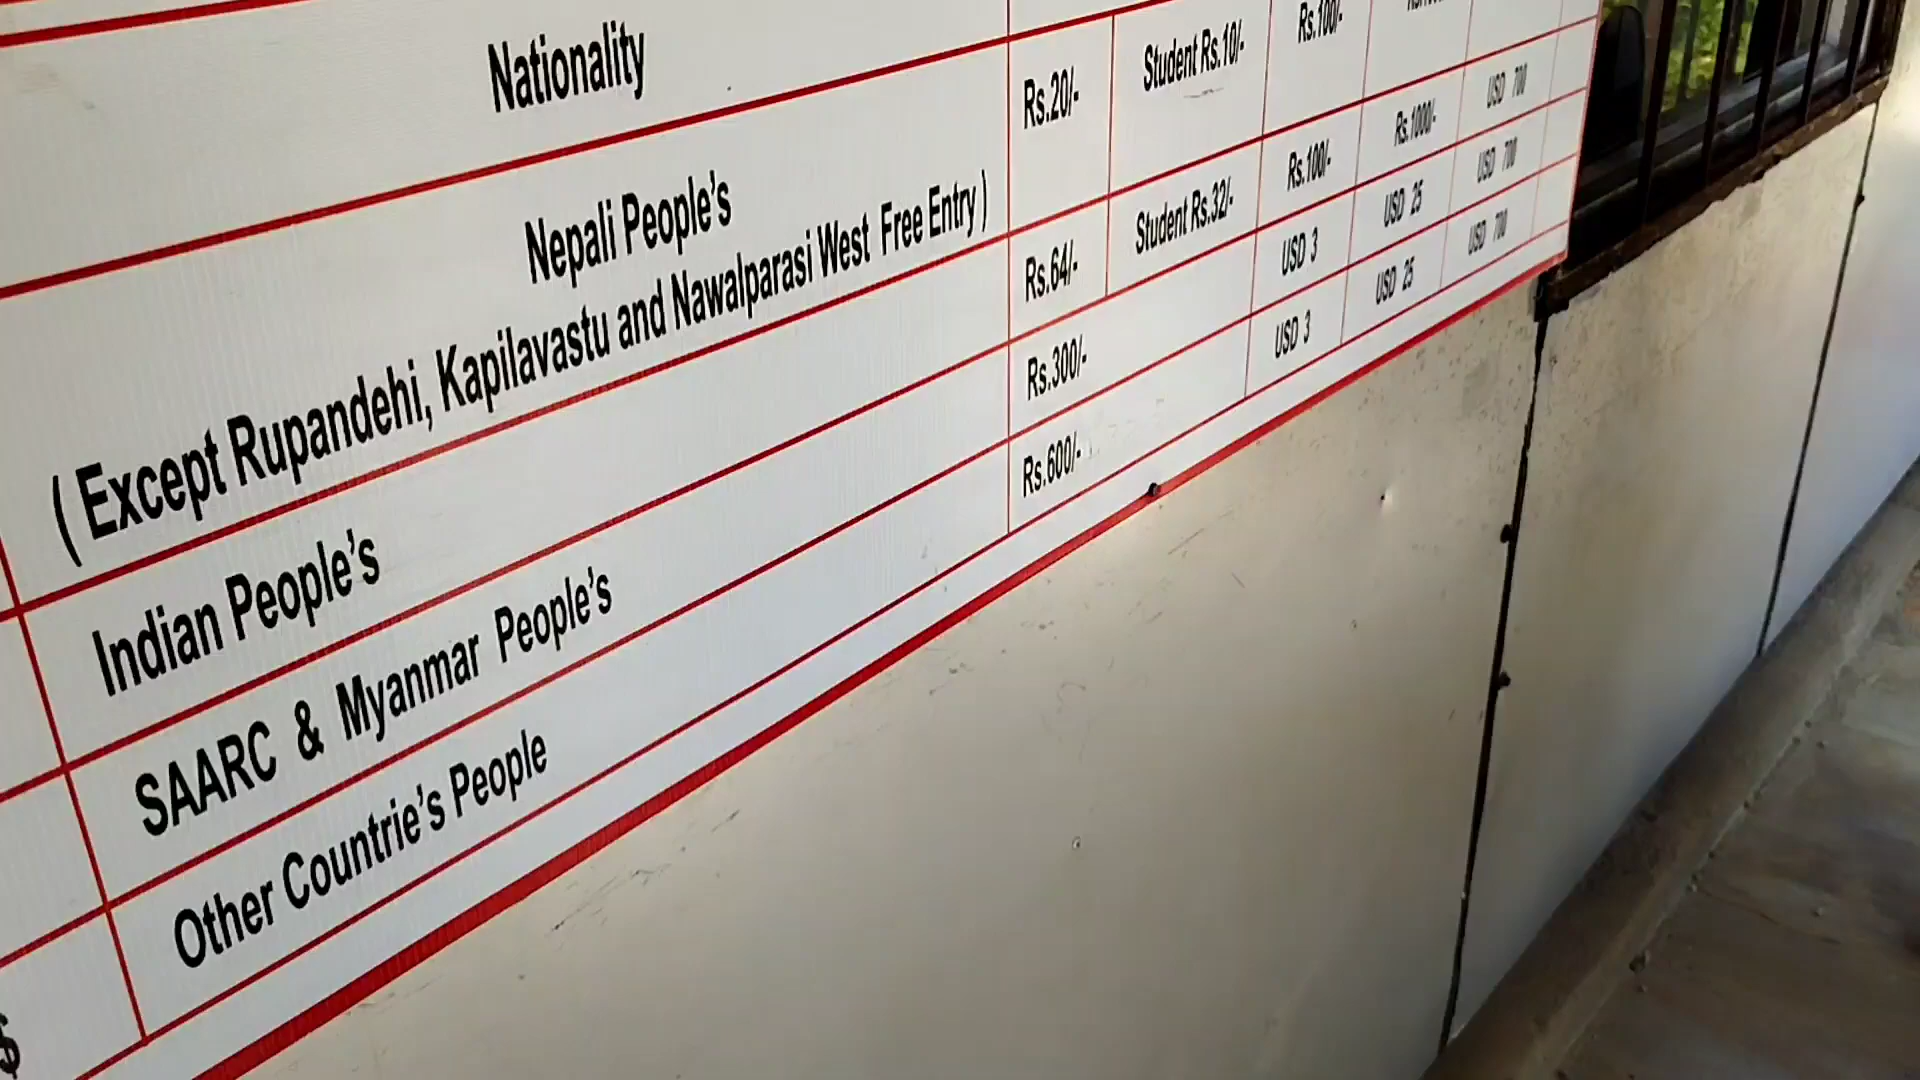 Nationality
Nepali People's
( Except Rupandehi, Kapilavastu and Nawalparasi West Free Entry )
Rs.20/- Student Rs.10/- Rs.100/-
Indian People's
Rs.64/- Student Rs.32/- Rs.100/- Rs.1000/- USD 700
SAARC & Myanmar People's
Rs.300/- USD 3 USD 25 USD 700
Other Countrie's People
Rs.600/- USD 3 USD 25 USD 700
$